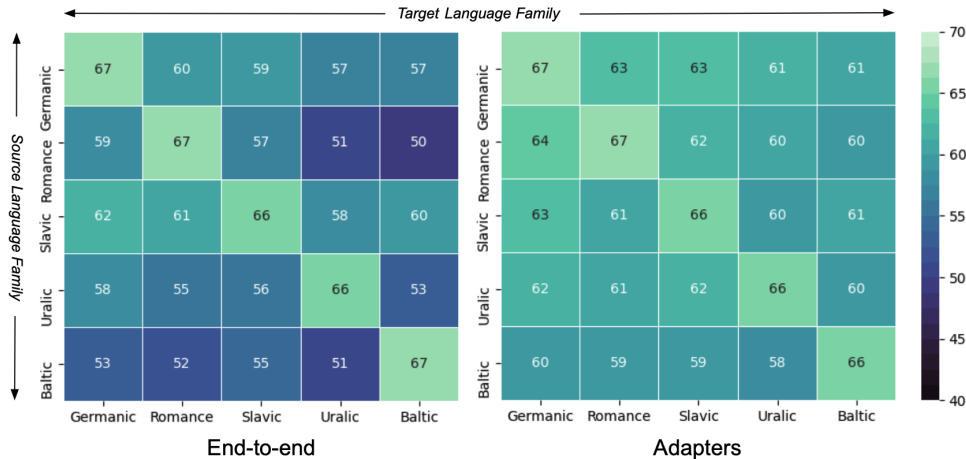 Target Language Family
Source Language Family
Germanic 67 60 59 57 57
Romance 59 67 57 51 50
Slavic 62 61 66 58 60
Uralic 58 55 56 66 53
Baltic 53 52 55 51 67
Germanic Romance Slavic Uralic Baltic
End-to-end
Germanic 67 63 63 61 61
Romance 64 67 62 60 60
Slavic 63 61 66 60 61
Uralic 62 61 62 66 60
Baltic 60 59 59 58 66
Germanic Romance Slavic Uralic Baltic
Adapters
70
65
60
55
50
45
40